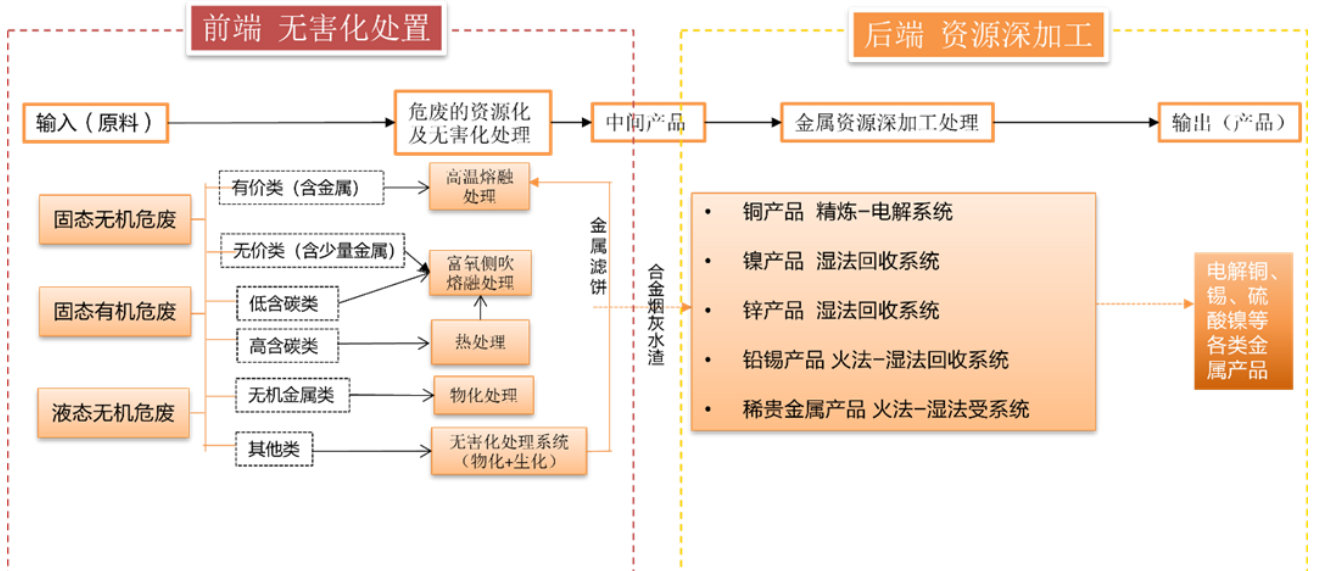 前端 无害化处置
后端 资源深加工
输入（原料）
危废的资源化
及无害化处理
中间产品
金属资源深加工处理
输出（产品）
固态无机危废
固态有机危废
液态无机危废
有价类（含金属）
无价类（含少量金属）
低含碳类
高含碳类
无机金属类
其他类
高温熔融
处理
富氧侧吹
熔融处理
热处理
物化处理
无害化处理系统
（物化+生化）
金属滤饼
合金烟灰水渣
• 铜产品 精炼–电解系统
• 镍产品 湿法回收系统
• 锌产品 湿法回收系统
• 铅锡产品 火法–湿法回收系统
• 稀贵金属产品 火法–湿法受系统
电解铜、
锡、硫
酸镍等
各类金
属产品